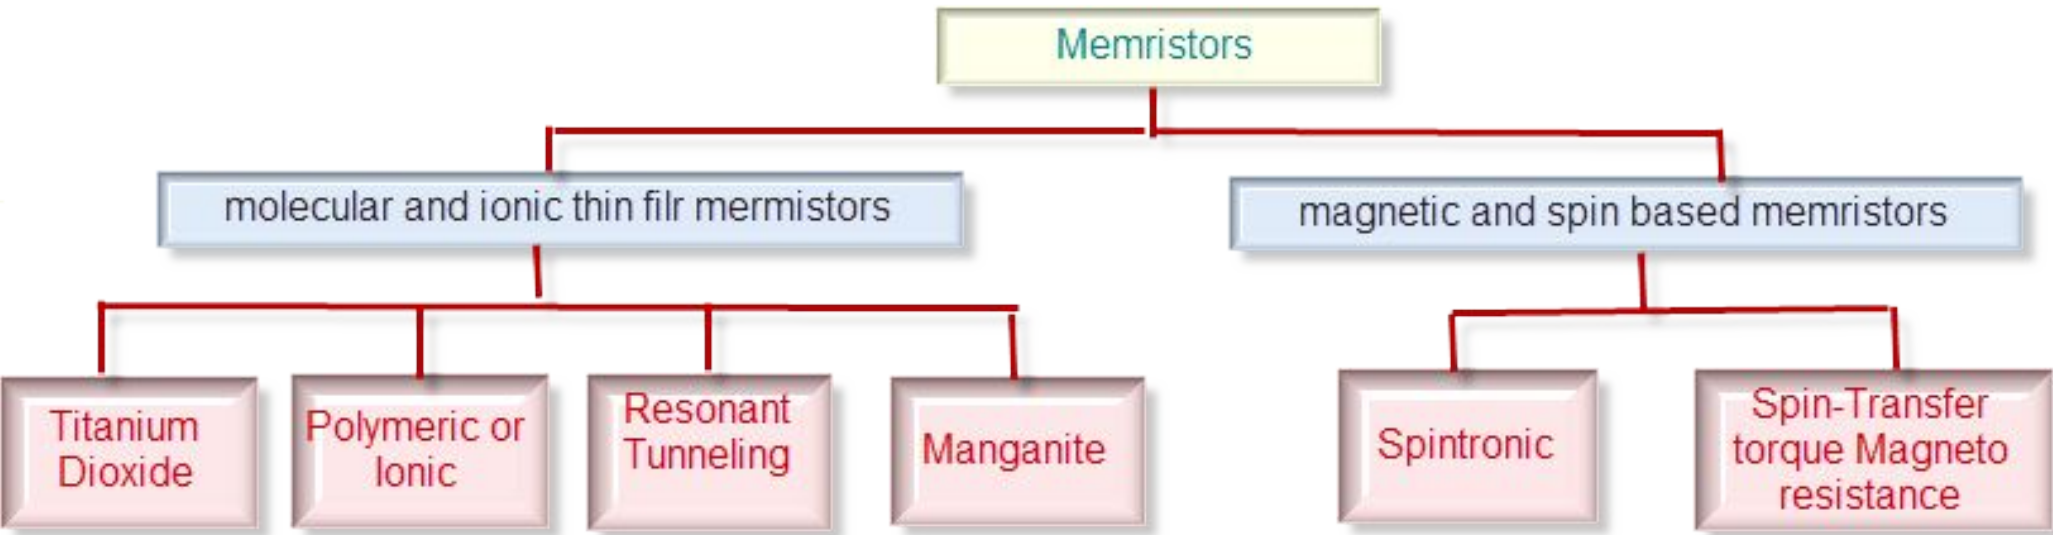 Memristors
molecular and ionic thin filr mermistors
magnetic and spin based memristors
Titanium
Dioxide
Polymeric or
Ionic
Resonant
Tunneling
Manganite
Spintronic
Spin-Transfer
torque Magneto
resistance